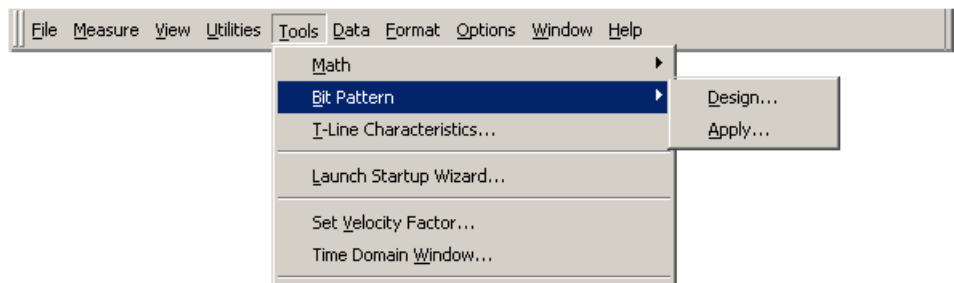 File Measure View Utilities Tools Data Format Options Window Help
Math
Bit Pattern
Design...
T-Line Characteristics...
Apply...
Launch Startup Wizard...
Set Velocity Factor...
Time Domain Window...